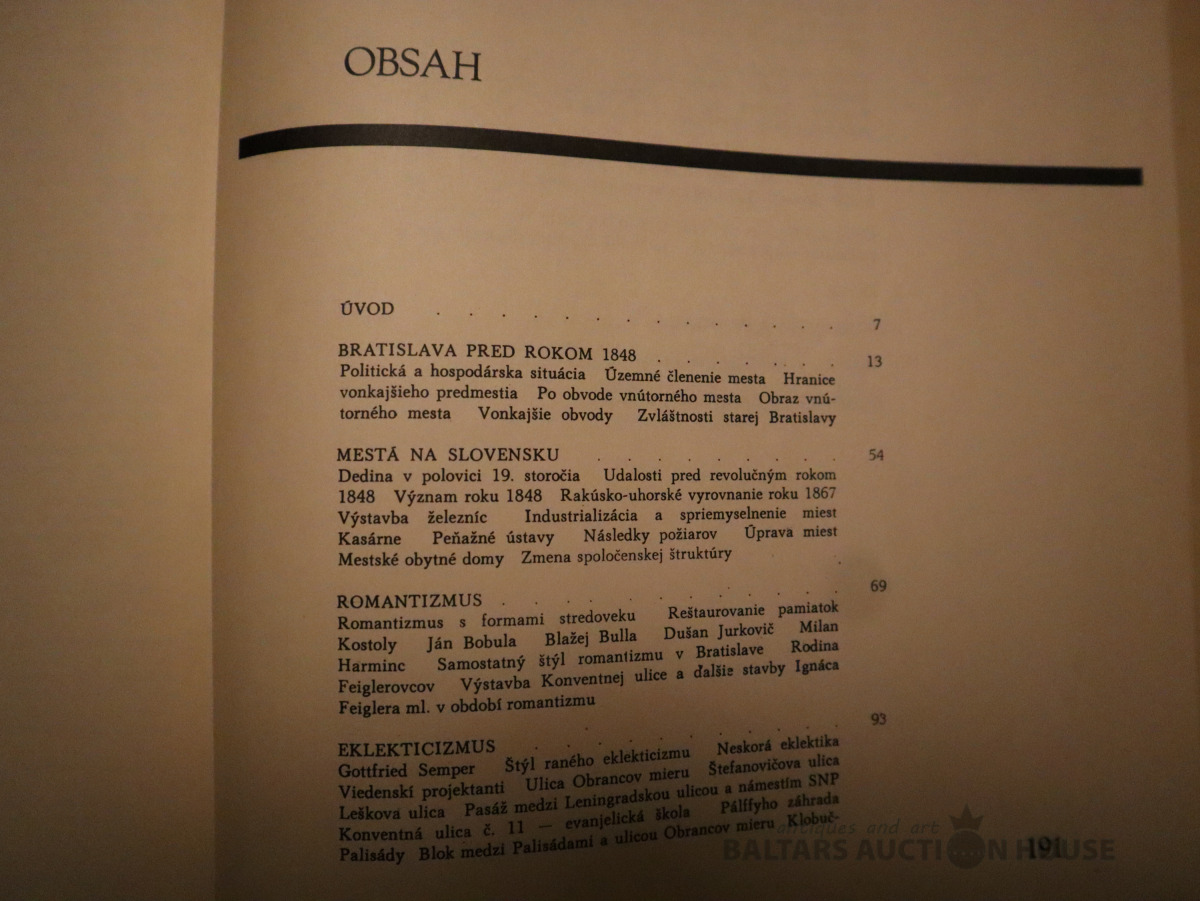 OBSAH
ÚVOD . . . . . . . . . . . . . . 7
BRATISLAVA PRED ROKOM 1848 . . . . . . . 13
Politická a hospodárska situácia Územné členenie mesta Hranice
vonkajšieho predmestia Po obvode vnútorného mesta Obraz vnú-
torného mesta Vonkajšie obvody Zvláštnosti starej Bratislavy
MESTÁ NA SLOVENSKU . . . . . . . . . 54
Dedina v polovici 19. storočia Udalosti pred revolučným rokom
1848 Význam roku 1848 Rakúsko-uhorské vyrovnanie roku 1867
Výstavba železníc Industrializácia a spriemyselnenie miest
Kasárne Peňažné ústavy Následky požiarov Úprava miest
Mestské obytné domy Zmena spoločenskej štruktúry
ROMANTIZMUS . . . . . . . . . . . 69
Romantizmus s formami stredoveku Reštaurovanie pamiatok
Kostoly Ján Bobula Blažej Bulla Dušan Jurkovič Milan
Harminc Samostatný štýl romantizmu v Bratislave Rodina
Feiglerovcov Výstavba Konventnej ulice a ďalšie stavby Ignáca
Feiglera ml. v období romantizmu
EKLEKTICIZMUS . . . . . . . . . . 93
Gottfried Semper Štýl raného eklekticizmu Neskorá eklektika
Viedenskí projektanti Ulica Obrancov mieru Štefanovičova ulica
Leškova ulica Pasáž medzi Leningradskou ulicou a námestím SNP
Konventná ulica č. 11 — evanjelická škola Pálffyho záhrada
Palisády Blok medzi Palisádami a ulicou Obrancov mieru Klobuč-
191
antiques and art
BALTARS AUCTION HOUSE